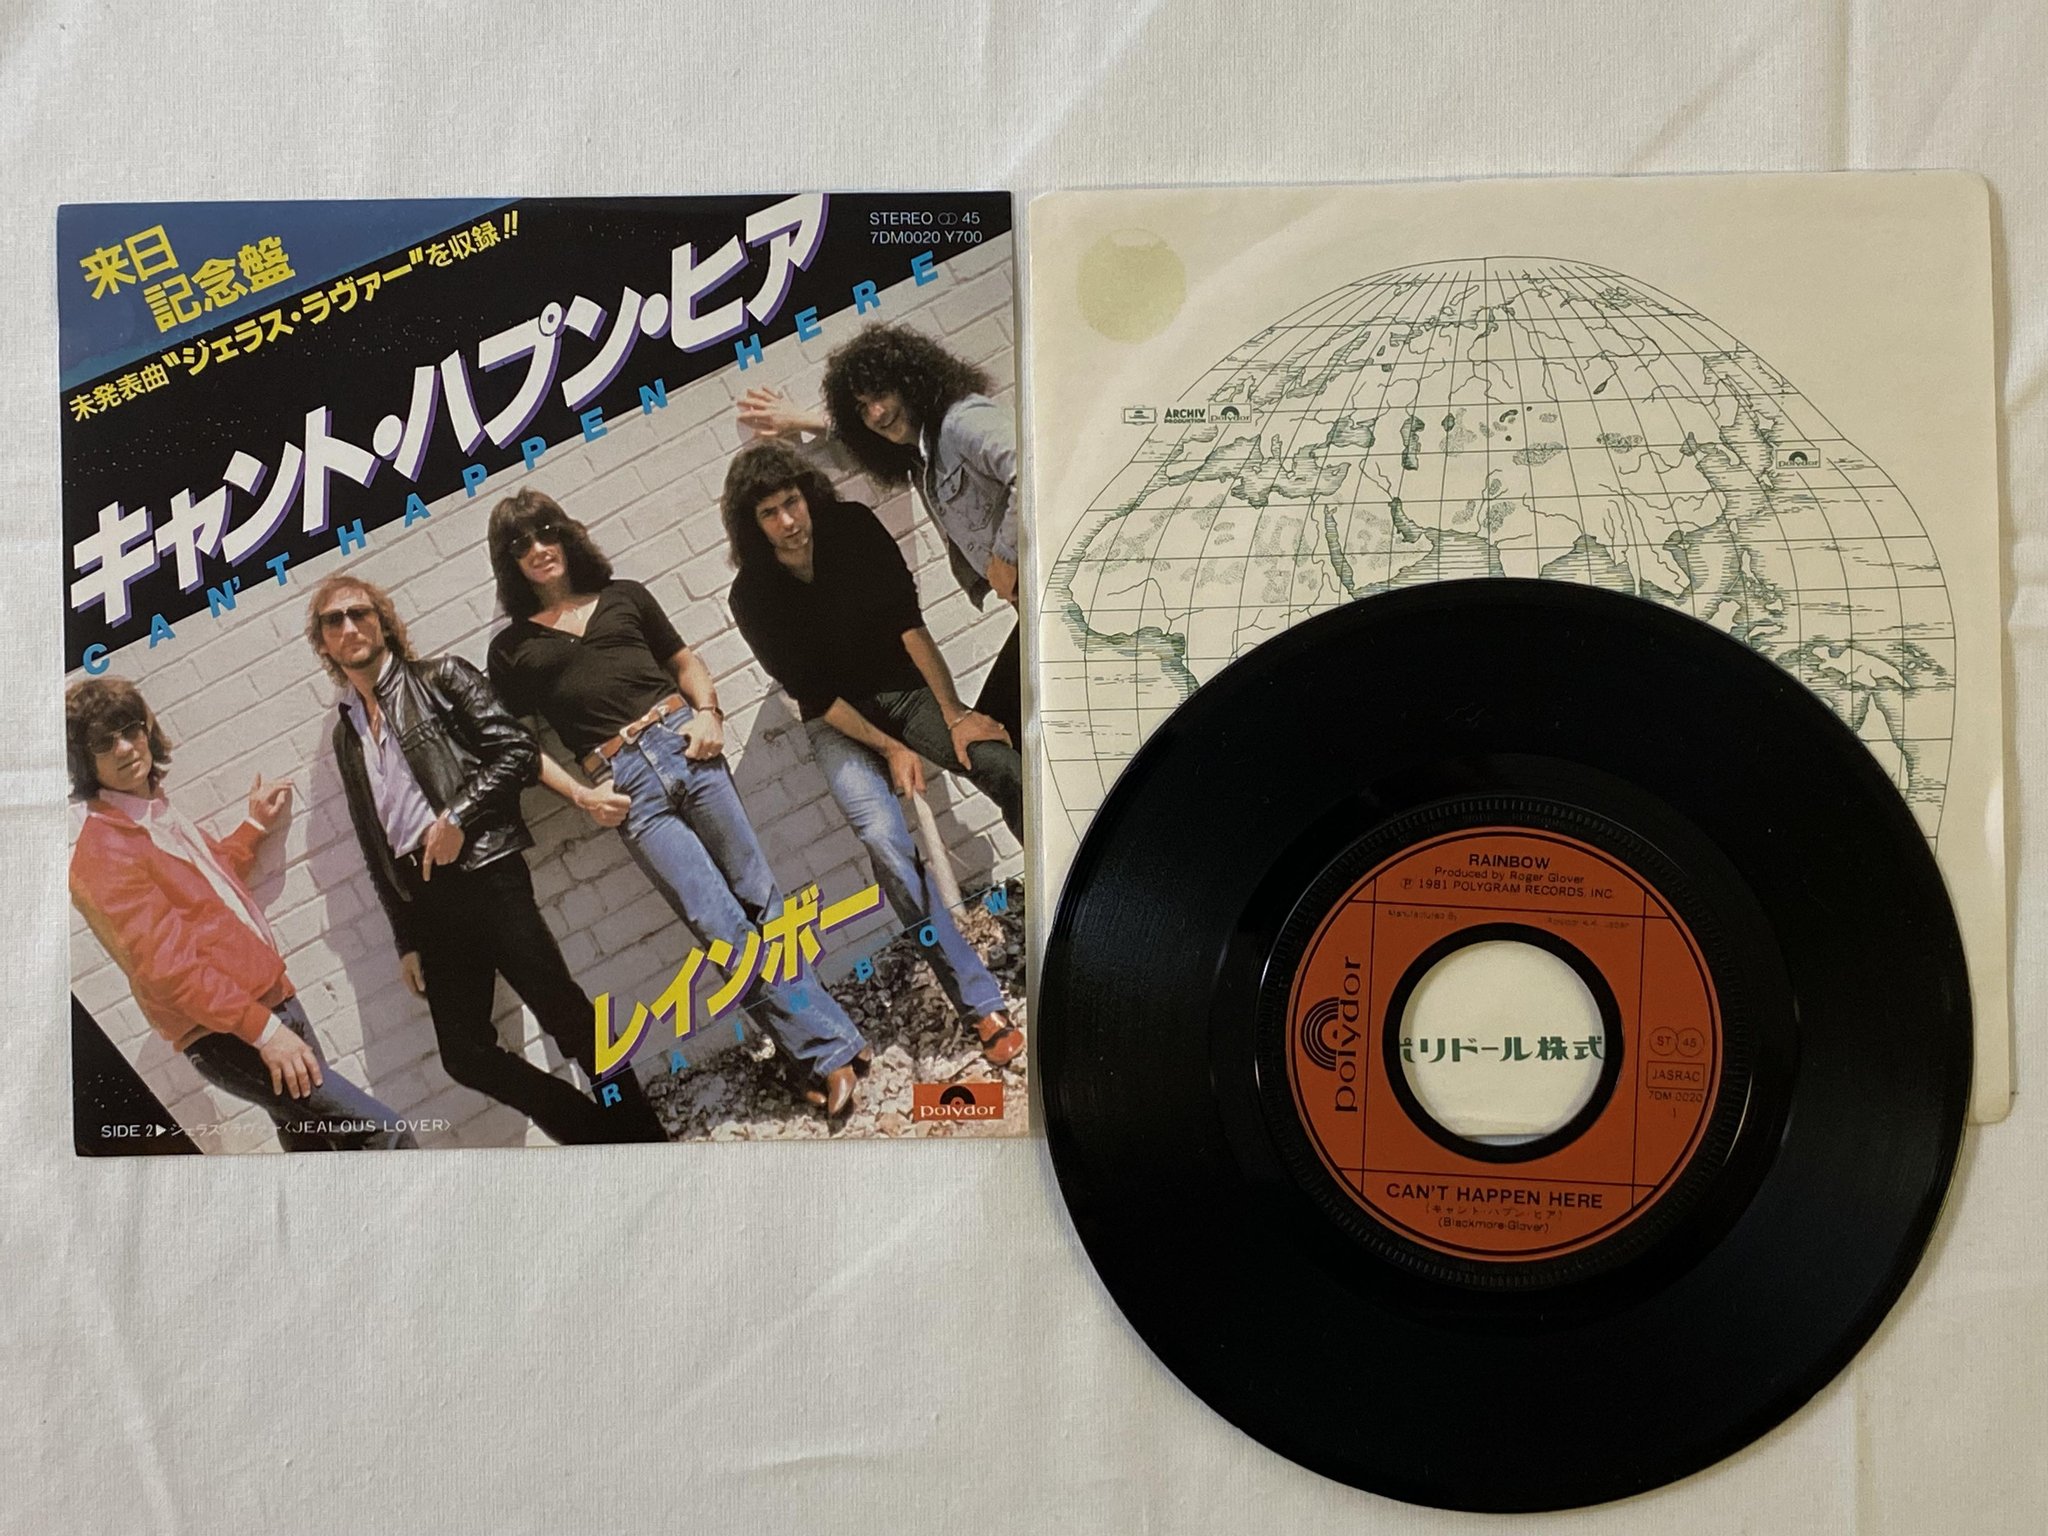 来日
記念盤
未発表曲"ジェラス・ラヴァー"を収録!!
キャント・ハプン・ヒア
CAN'T HAPPEN HERE
STEREO 45
7DM0020 Y700
レインボー
RAINBOW
polydor
SIDE 2▶ジェラス・ラヴァー〈JEALOUS LOVER〉
ARCHIV
PRODUKTION
Polydor
Polydor
RAINBOW
Produced by Roger Glover
℗ 1981 POLYGRAM RECORDS, INC.
Manufactured By
polydor
リドール株式
ST 45
JASRAC
7DM 0020
1
CAN'T HAPPEN HERE
(キャント・ハプン・ヒア)
(Blackmore-Glover)